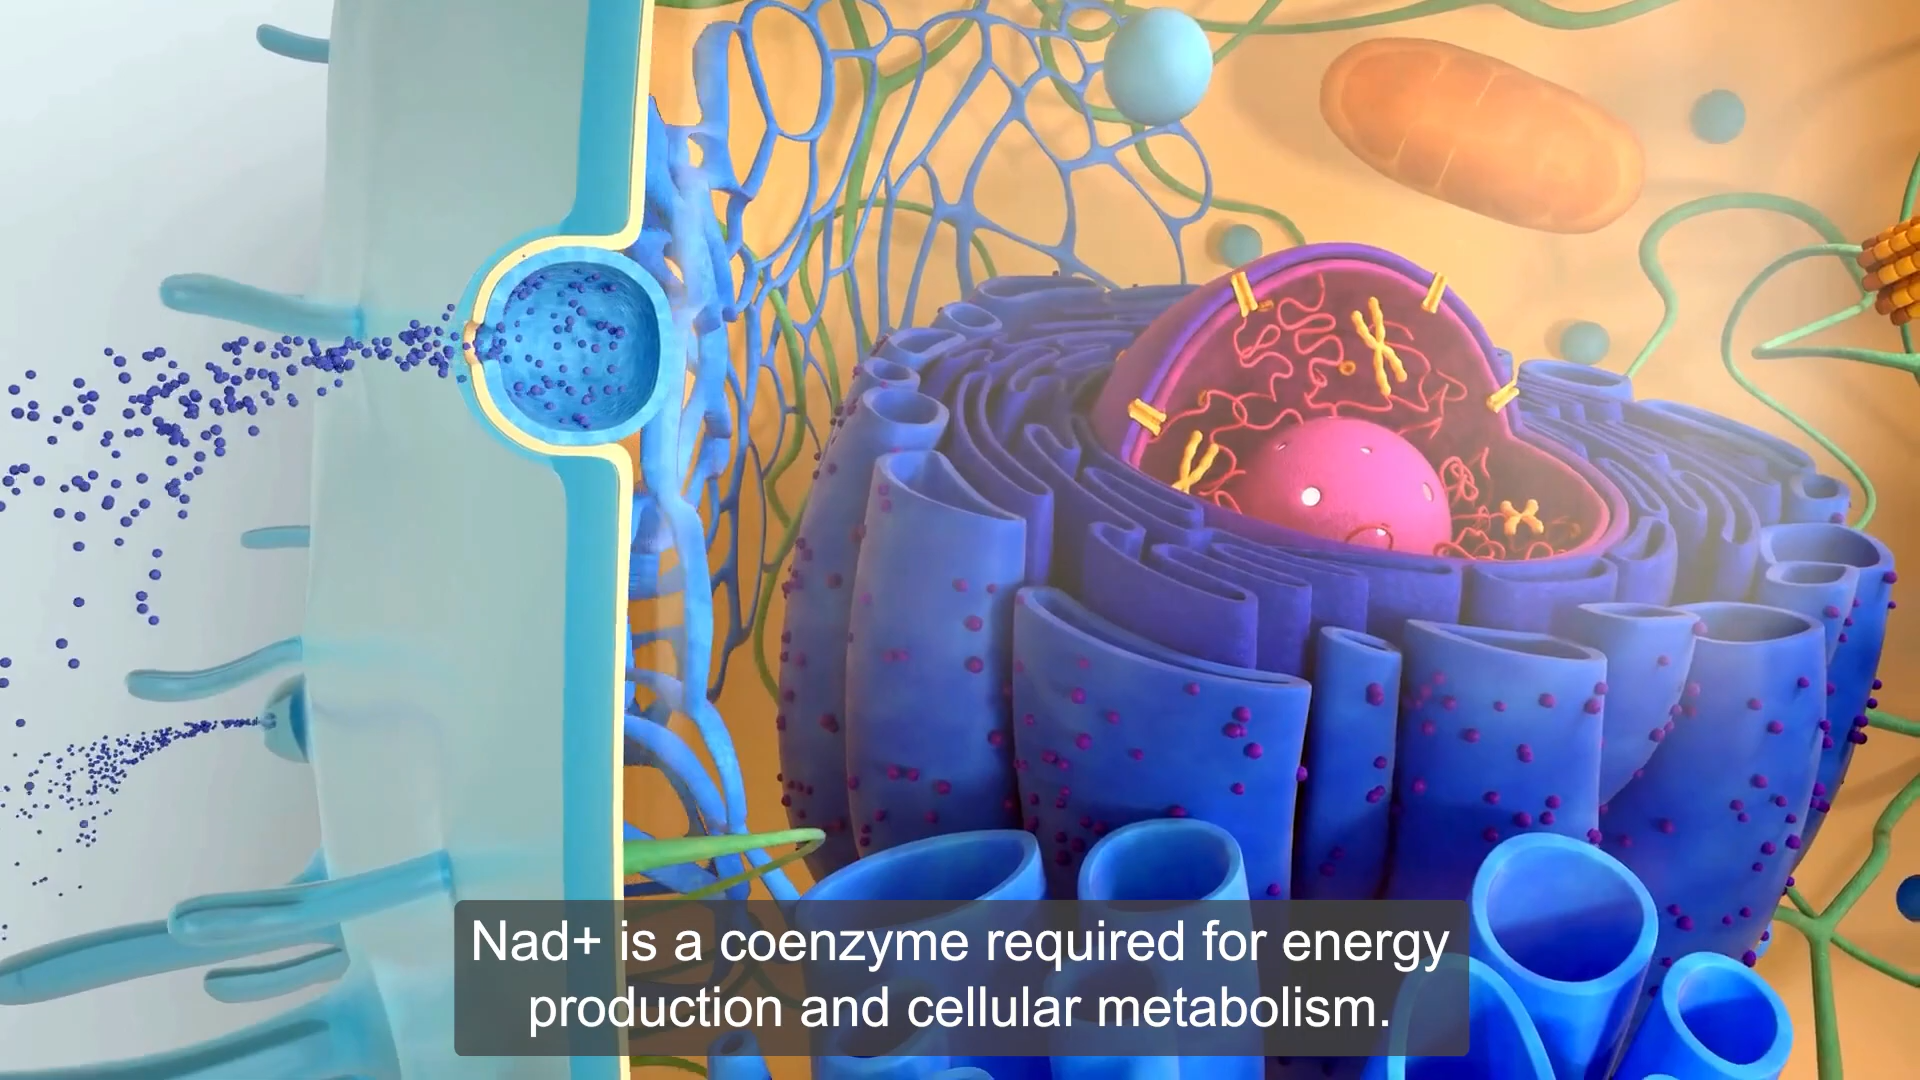 Nad+ is a coenzyme required for energy
production and cellular metabolism.